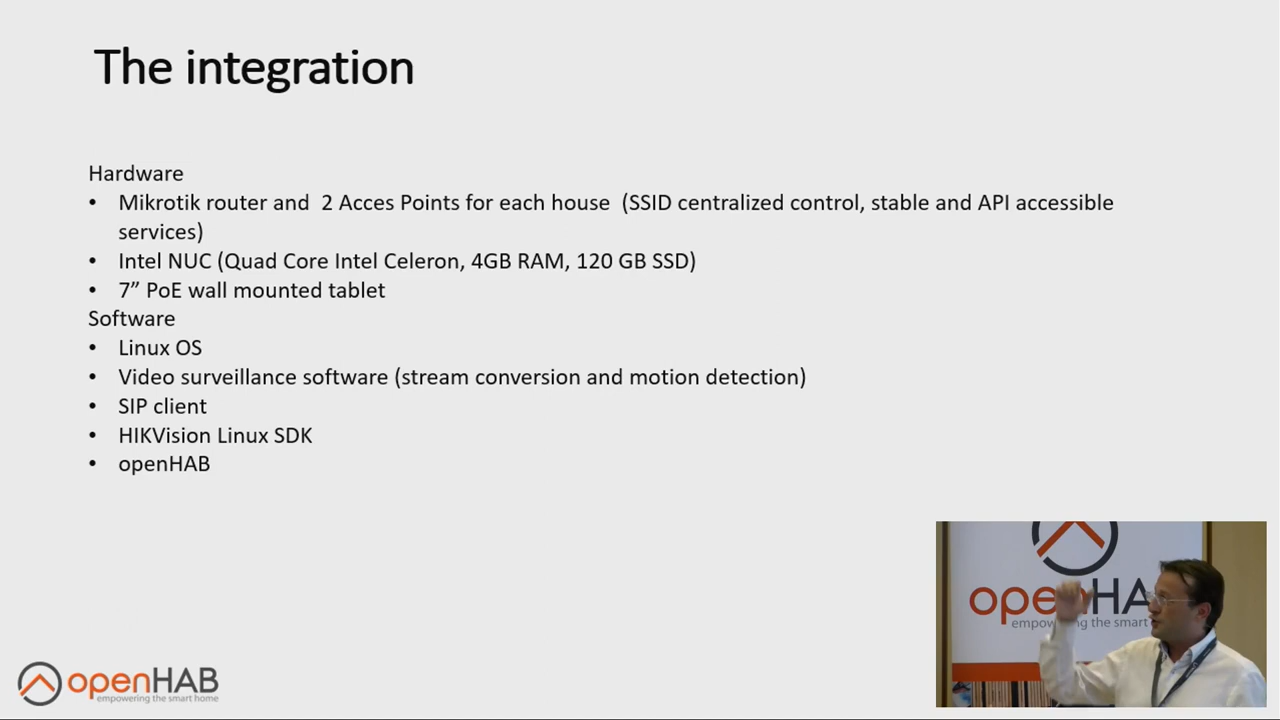 The integration
Hardware
• Mikrotik router and 2 Acces Points for each house (SSID centralized control, stable and API accessible
services)
• Intel NUC (Quad Core Intel Celeron, 4GB RAM, 120 GB SSD)
• 7” PoE wall mounted tablet
Software
• Linux OS
• Video surveillance software (stream conversion and motion detection)
• SIP client
• HIKVision Linux SDK
• openHAB
openHA
the smart
openHAB
empowering the smart home